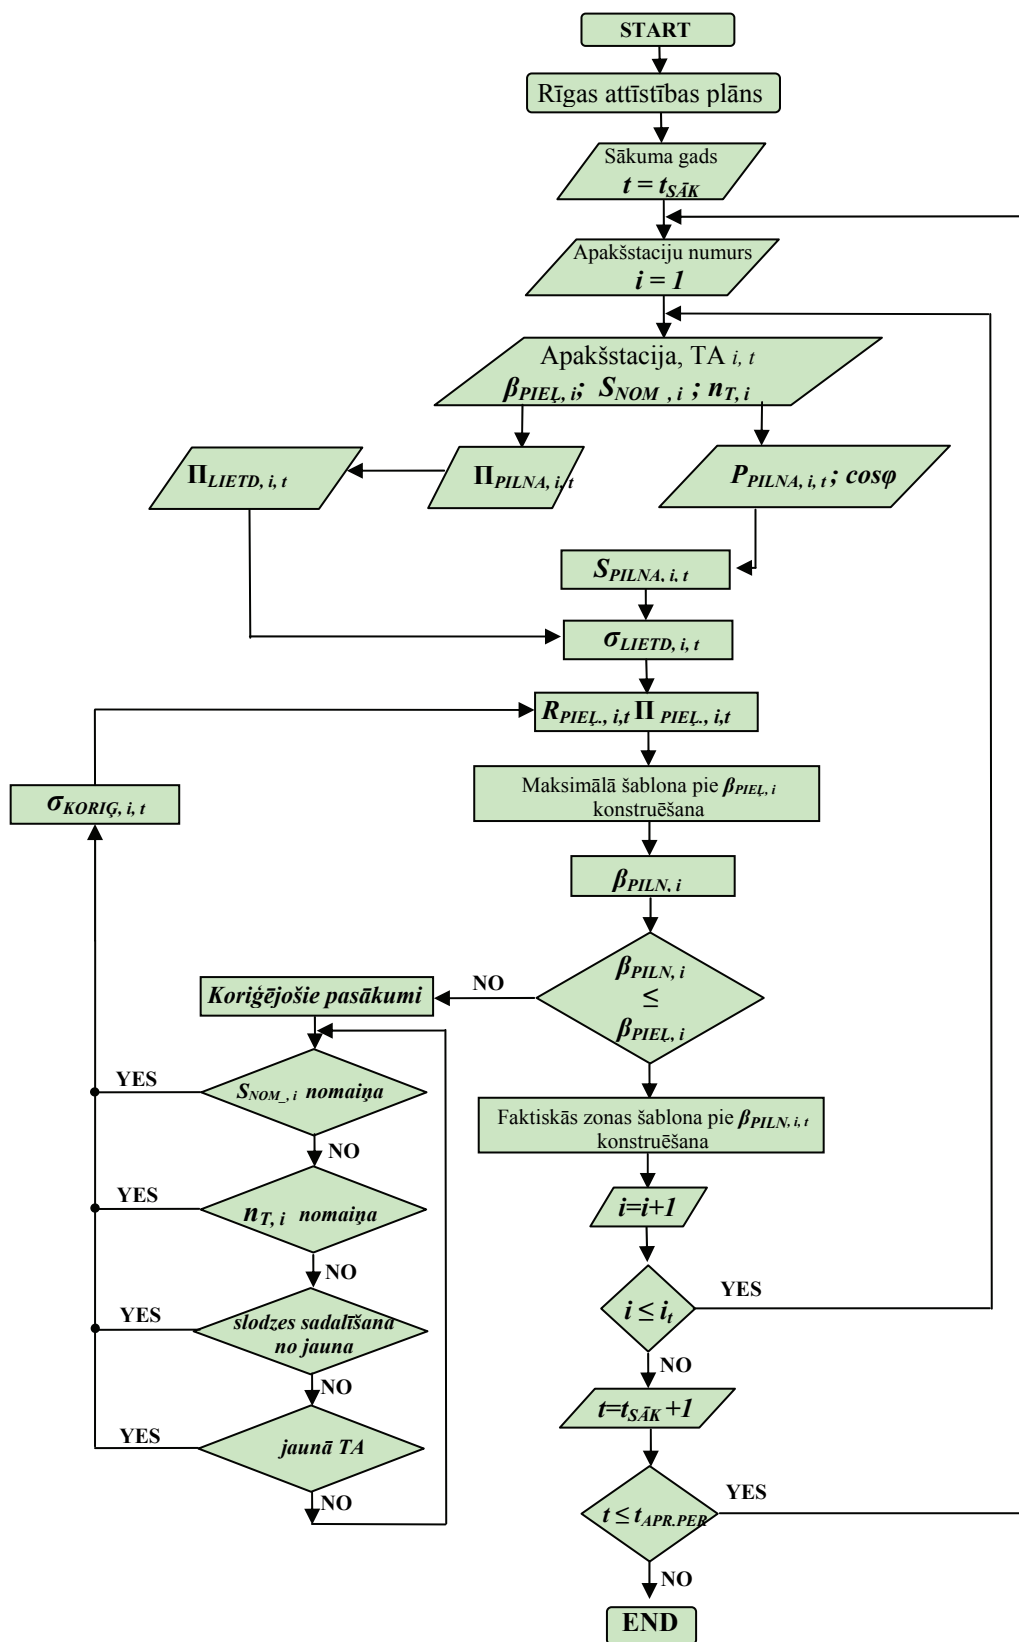 START
Rīgas attīstības plāns
Sākuma gads
t = tSĀK
Apakšstaciju numurs
i = 1
Apakšstacija, TA i, t
βPIEĻ, i; SNOM , i ; nT, i
ΠLIETD, i, t
ΠPILNA, i, t
PPILNA, i, t ; cosφ
SPILNA, i, t
σLIETD, i, t
RPIEĻ., i,t Π PIEĻ., i,t
σKORIĢ, i, t
Maksimālā šablona pie βPIEĻ, i
konstruēšana
βPILN, i
βPILN, i
≤
βPIEĻ, i
NO
Koriģējošie pasākumi
YES
SNOM_, i nomaiņa
NO
Faktiskās zonas šablona pie βPILN, i, t
konstruēšana
YES
nT, i nomaiņa
NO
i=i+1
YES
slodzes sadalīšana
no jauna
NO
i ≤ it
YES
NO
YES
jaunā TA
NO
t=tSĀK +1
t ≤ tAPR.PER
YES
NO
END